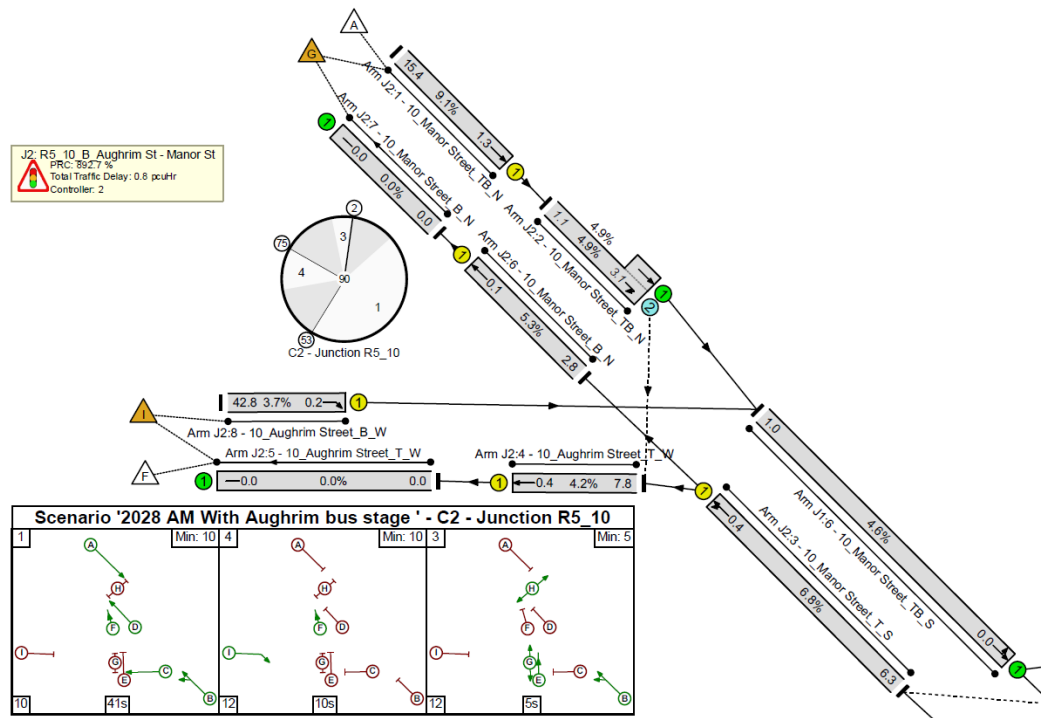 A
G
15.4 9.1% 1.3
Arm J2:1 - 10_Manor Street_TB_N
1
1
0.0 0.0% 0.0
Arm J2:7 - 10_Manor Street_B_N
J2: R5_10_B_Aughrim St - Manor St
PRC: 892.7 %
Total Traffic Delay: 0.8 pcuHr
Controller: 2
1.1 4.9% 3.1
4.9%
Arm J2:2 - 10_Manor Street_TB_N
1
2
1
0.1 5.3% 2.8
Arm J2:6 - 10_Manor Street_B_N
2
75
3
4
90
1
53
C2 - Junction R5_10
42.8 3.7% 0.2
1
I
Arm J2:8 - 10_Aughrim Street_B_W
Arm J2:5 - 10_Aughrim Street_T_W
Arm J2:4 - 10_Aughrim Street_T_W
F
1
0.0 0.0% 0.0
1
0.4 4.2% 7.8
1
1.0 4.6% 0.0
Arm J1:6 - 10_Manor Street_TB_S
1
0.4 6.8% 6.3
Arm J2:3 - 10_Manor Street_T_S
Scenario '2028 AM With Aughrim bus stage ' - C2 - Junction R5_10
1 Min: 10 4 Min: 10 3 Min: 5
A A A
H H H
F D F D F D
I G C I G C I G C
E B E B E B
10 41s 12 10s 12 5s